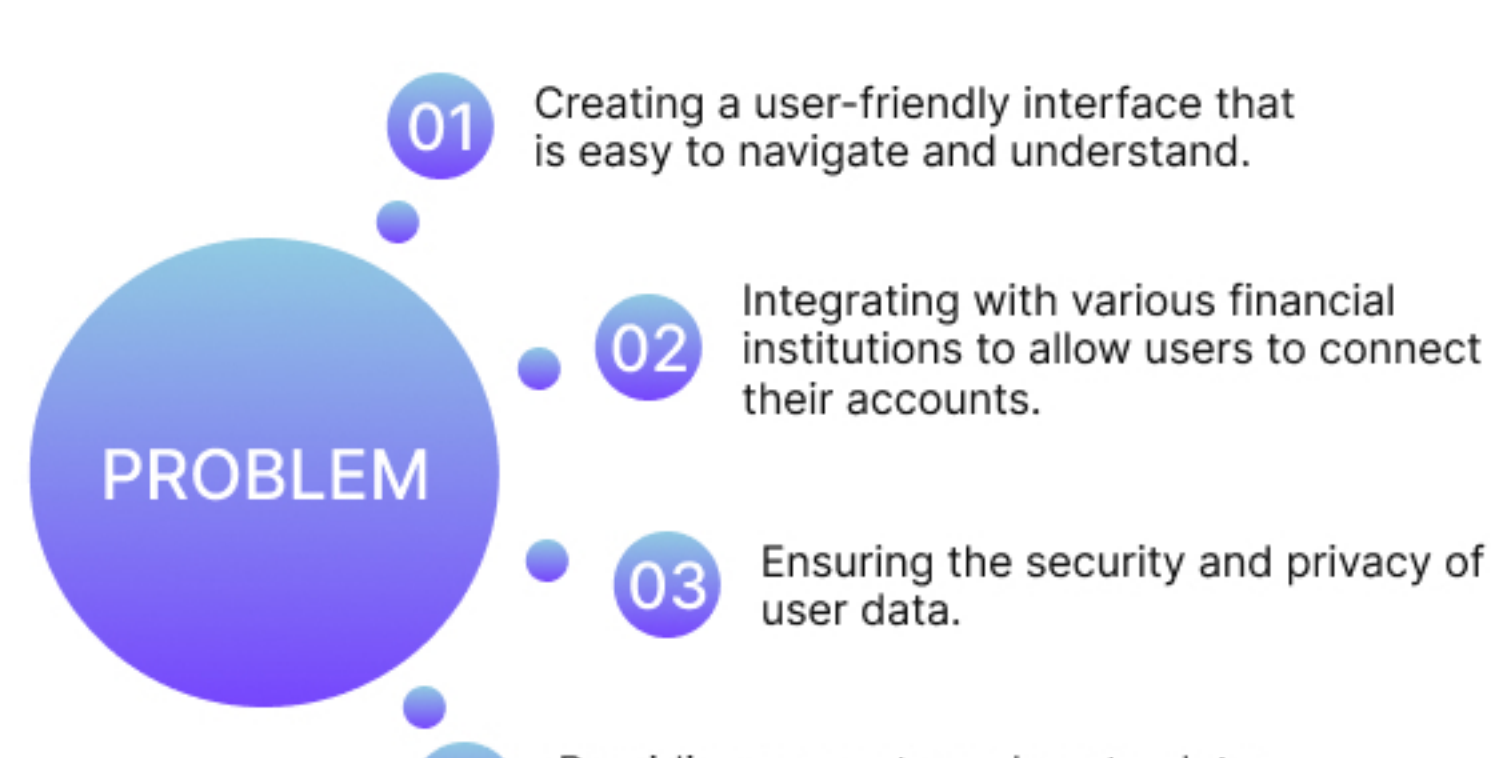 01
Creating a user-friendly interface that
is easy to navigate and understand.
02
Integrating with various financial
institutions to allow users to connect
their accounts.
PROBLEM
03
Ensuring the security and privacy of
user data.